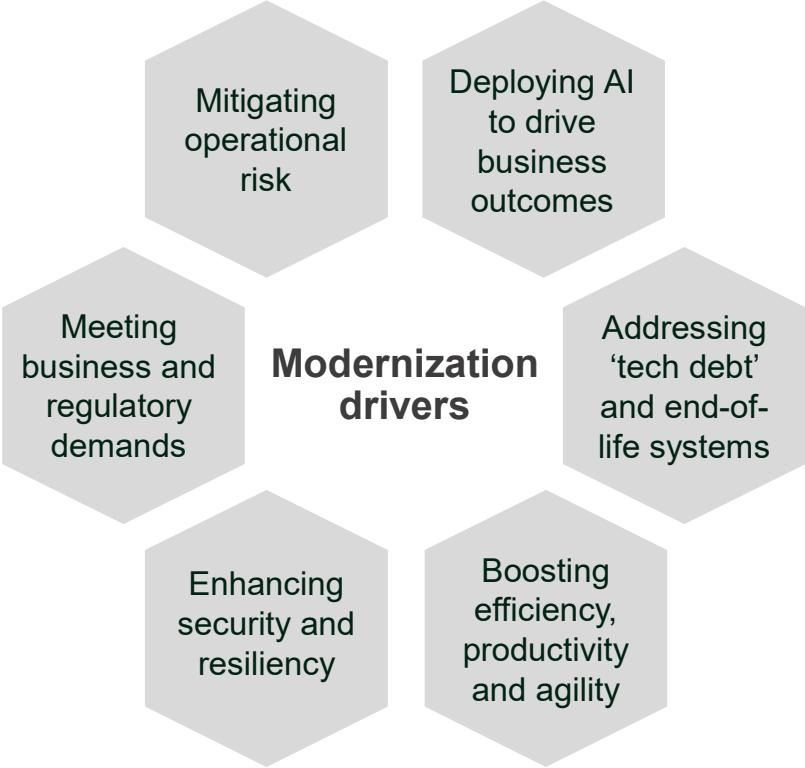 Mitigating
operational
risk
Deploying AI
to drive
business
outcomes
Meeting
business and
regulatory
demands
Modernization
drivers
Addressing
‘tech debt’
and end-of-
life systems
Enhancing
security and
resiliency
Boosting
efficiency,
productivity
and agility